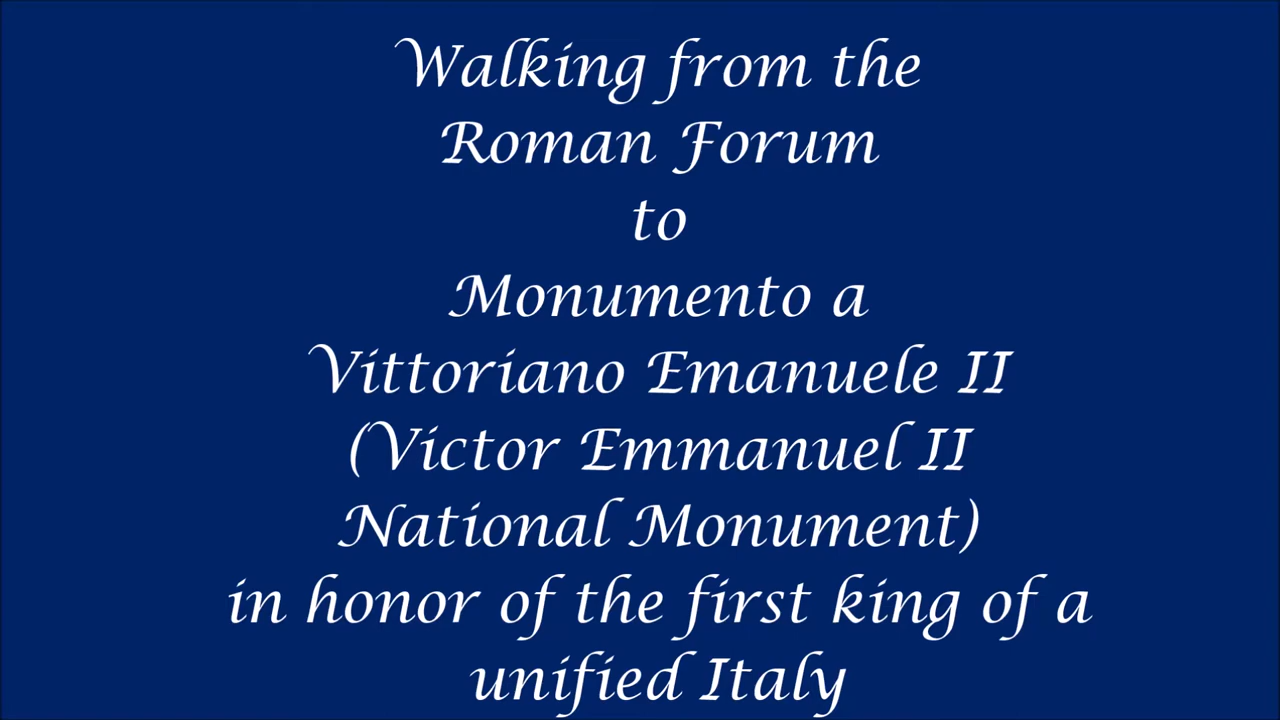 Walking from the
Roman Forum
to
Monumento a
Vittoriano Emanuele II
(Victor Emmanuel II
National Monument)
in honor of the first king of a
unified Italy